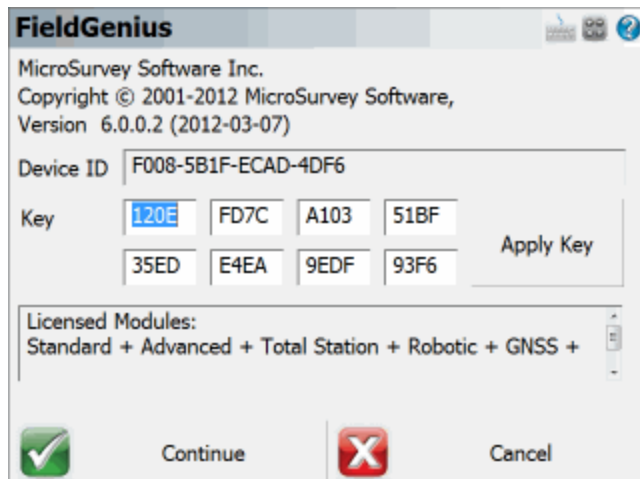 FieldGenius
MicroSurvey Software Inc.
Copyright © 2001-2012 MicroSurvey Software,
Version 6.0.0.2 (2012-03-07)
Device ID F008-5B1F-ECAD-4DF6
Key 120E FD7C A103 51BF
Apply Key
35ED E4EA 9EDF 93F6
Licensed Modules:
Standard + Advanced + Total Station + Robotic + GNSS +
Continue Cancel